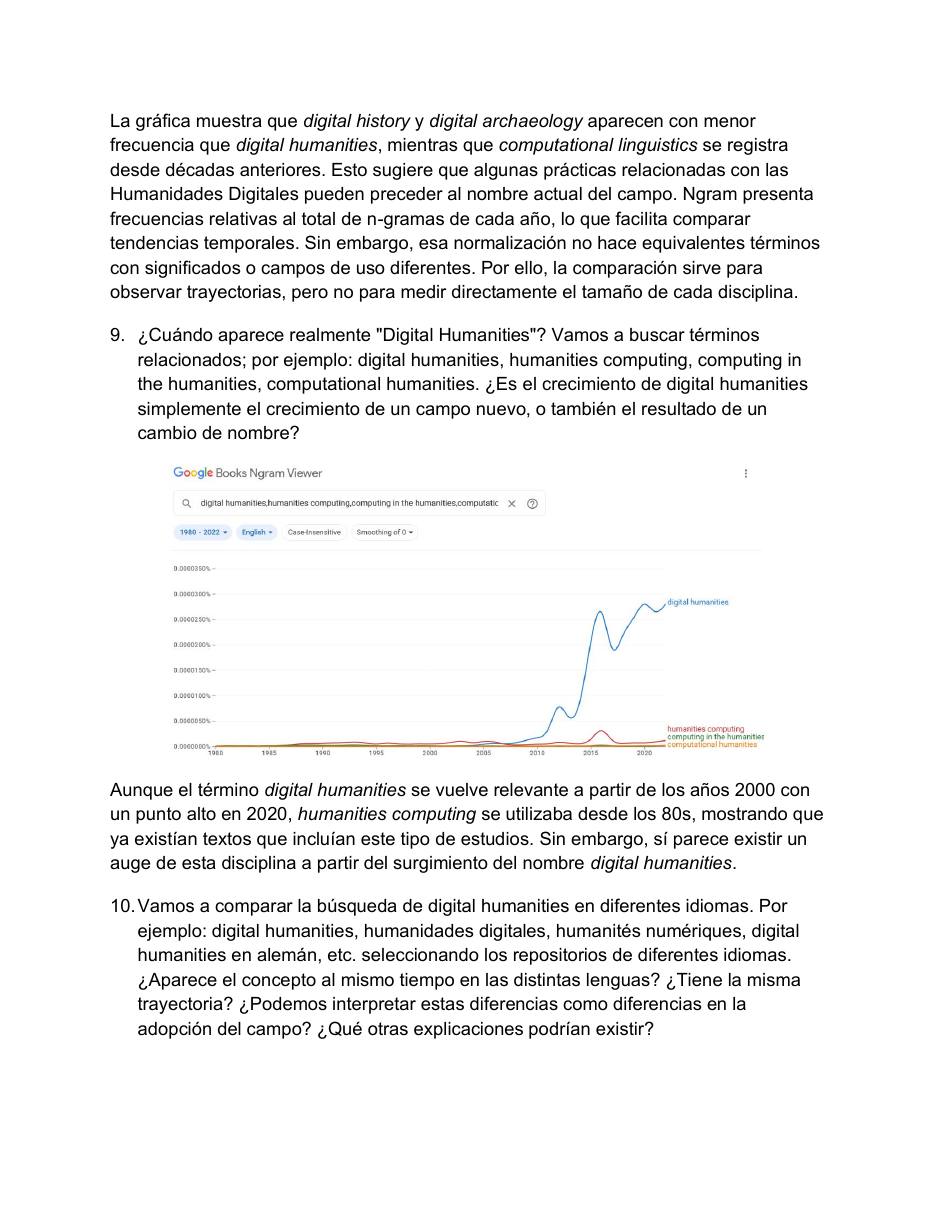 La gráfica muestra que digital history y digital archaeology aparecen con menor
frecuencia que digital humanities, mientras que computational linguistics se registra
desde décadas anteriores. Esto sugiere que algunas prácticas relacionadas con las
Humanidades Digitales pueden preceder al nombre actual del campo. Ngram presenta
frecuencias relativas al total de n-gramas de cada año, lo que facilita comparar
tendencias temporales. Sin embargo, esa normalización no hace equivalentes términos
con significados o campos de uso diferentes. Por ello, la comparación sirve para
observar trayectorias, pero no para medir directamente el tamaño de cada disciplina.
9. ¿Cuándo aparece realmente "Digital Humanities"? Vamos a buscar términos
relacionados; por ejemplo: digital humanities, humanities computing, computing in
the humanities, computational humanities. ¿Es el crecimiento de digital humanities
simplemente el crecimiento de un campo nuevo, o también el resultado de un
cambio de nombre?
Google Books Ngram Viewer
digital humanities,humanities computing,computing in the humanities,computatic
1980 - 2022 English Case-Insensitive Smoothing of 0
0.0000350%
0.0000300%
digital humanities
0.0000250%
0.0000200%
0.0000150%
0.0000100%
0.0000050%
humanities computing
computing in the humanities
computational humanities
0.0000000%
1980 1985 1990 1995 2000 2005 2010 2015 2020
Aunque el término digital humanities se vuelve relevante a partir de los años 2000 con
un punto alto en 2020, humanities computing se utilizaba desde los 80s, mostrando que
ya existían textos que incluían este tipo de estudios. Sin embargo, sí parece existir un
auge de esta disciplina a partir del surgimiento del nombre digital humanities.
10. Vamos a comparar la búsqueda de digital humanities en diferentes idiomas. Por
ejemplo: digital humanities, humanidades digitales, humanités numériques, digital
humanities en alemán, etc. seleccionando los repositorios de diferentes idiomas.
¿Aparece el concepto al mismo tiempo en las distintas lenguas? ¿Tiene la misma
trayectoria? ¿Podemos interpretar estas diferencias como diferencias en la
adopción del campo? ¿Qué otras explicaciones podrían existir?